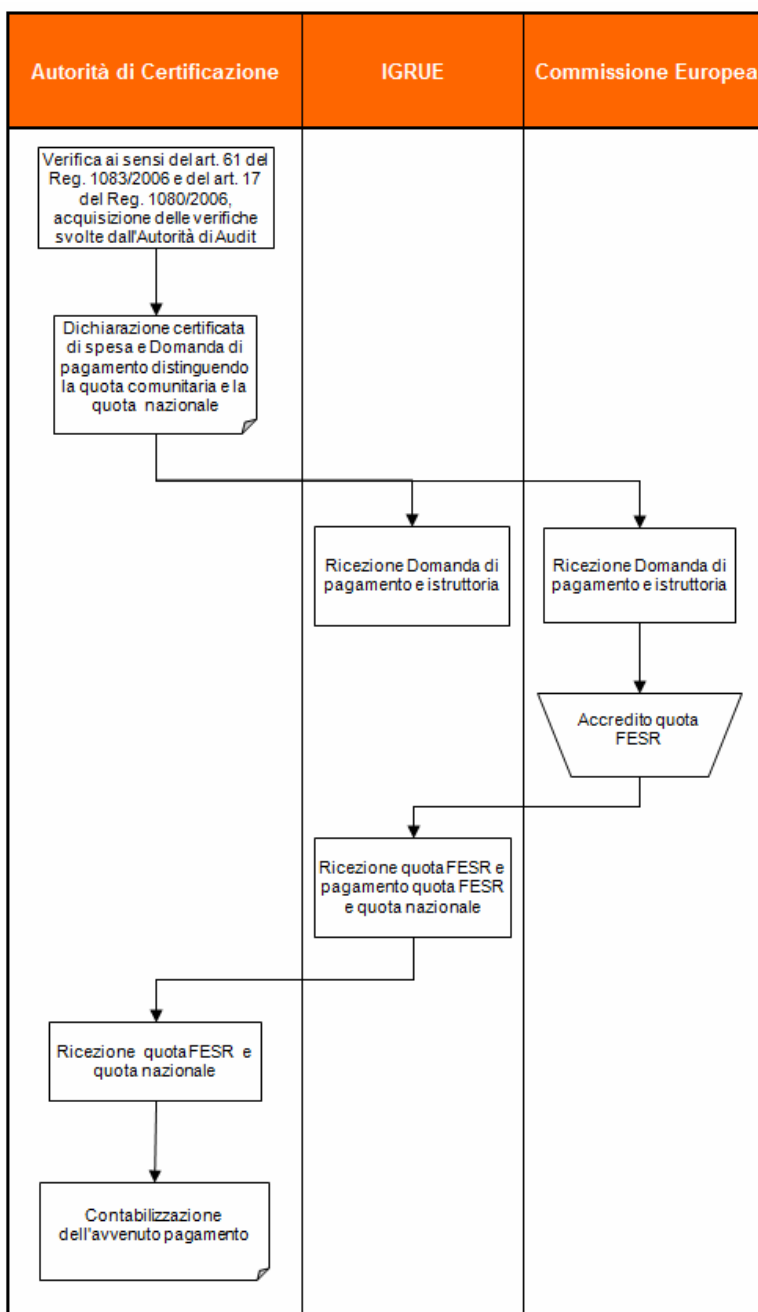 Autorità di Certificazione
IGRUE
Commissione Europea
Verifica ai sensi del art. 61 del
Reg. 1083/2006 e del art. 17
del Reg. 1080/2006,
acquisizione delle verifiche
svolte dall'Autorità di Audit
Dichiarazione certificata
di spesa e Domanda di
pagamento distinguendo
la quota comunitaria e la
quota nazionale
Ricezione Domanda di
pagamento e istruttoria
Ricezione Domanda di
pagamento e istruttoria
Accredito quota
FESR
Ricezione quota FESR e
pagamento quota FESR
e quota nazionale
Ricezione quota FESR e
quota nazionale
Contabilizzazione
dell'avvenuto pagamento